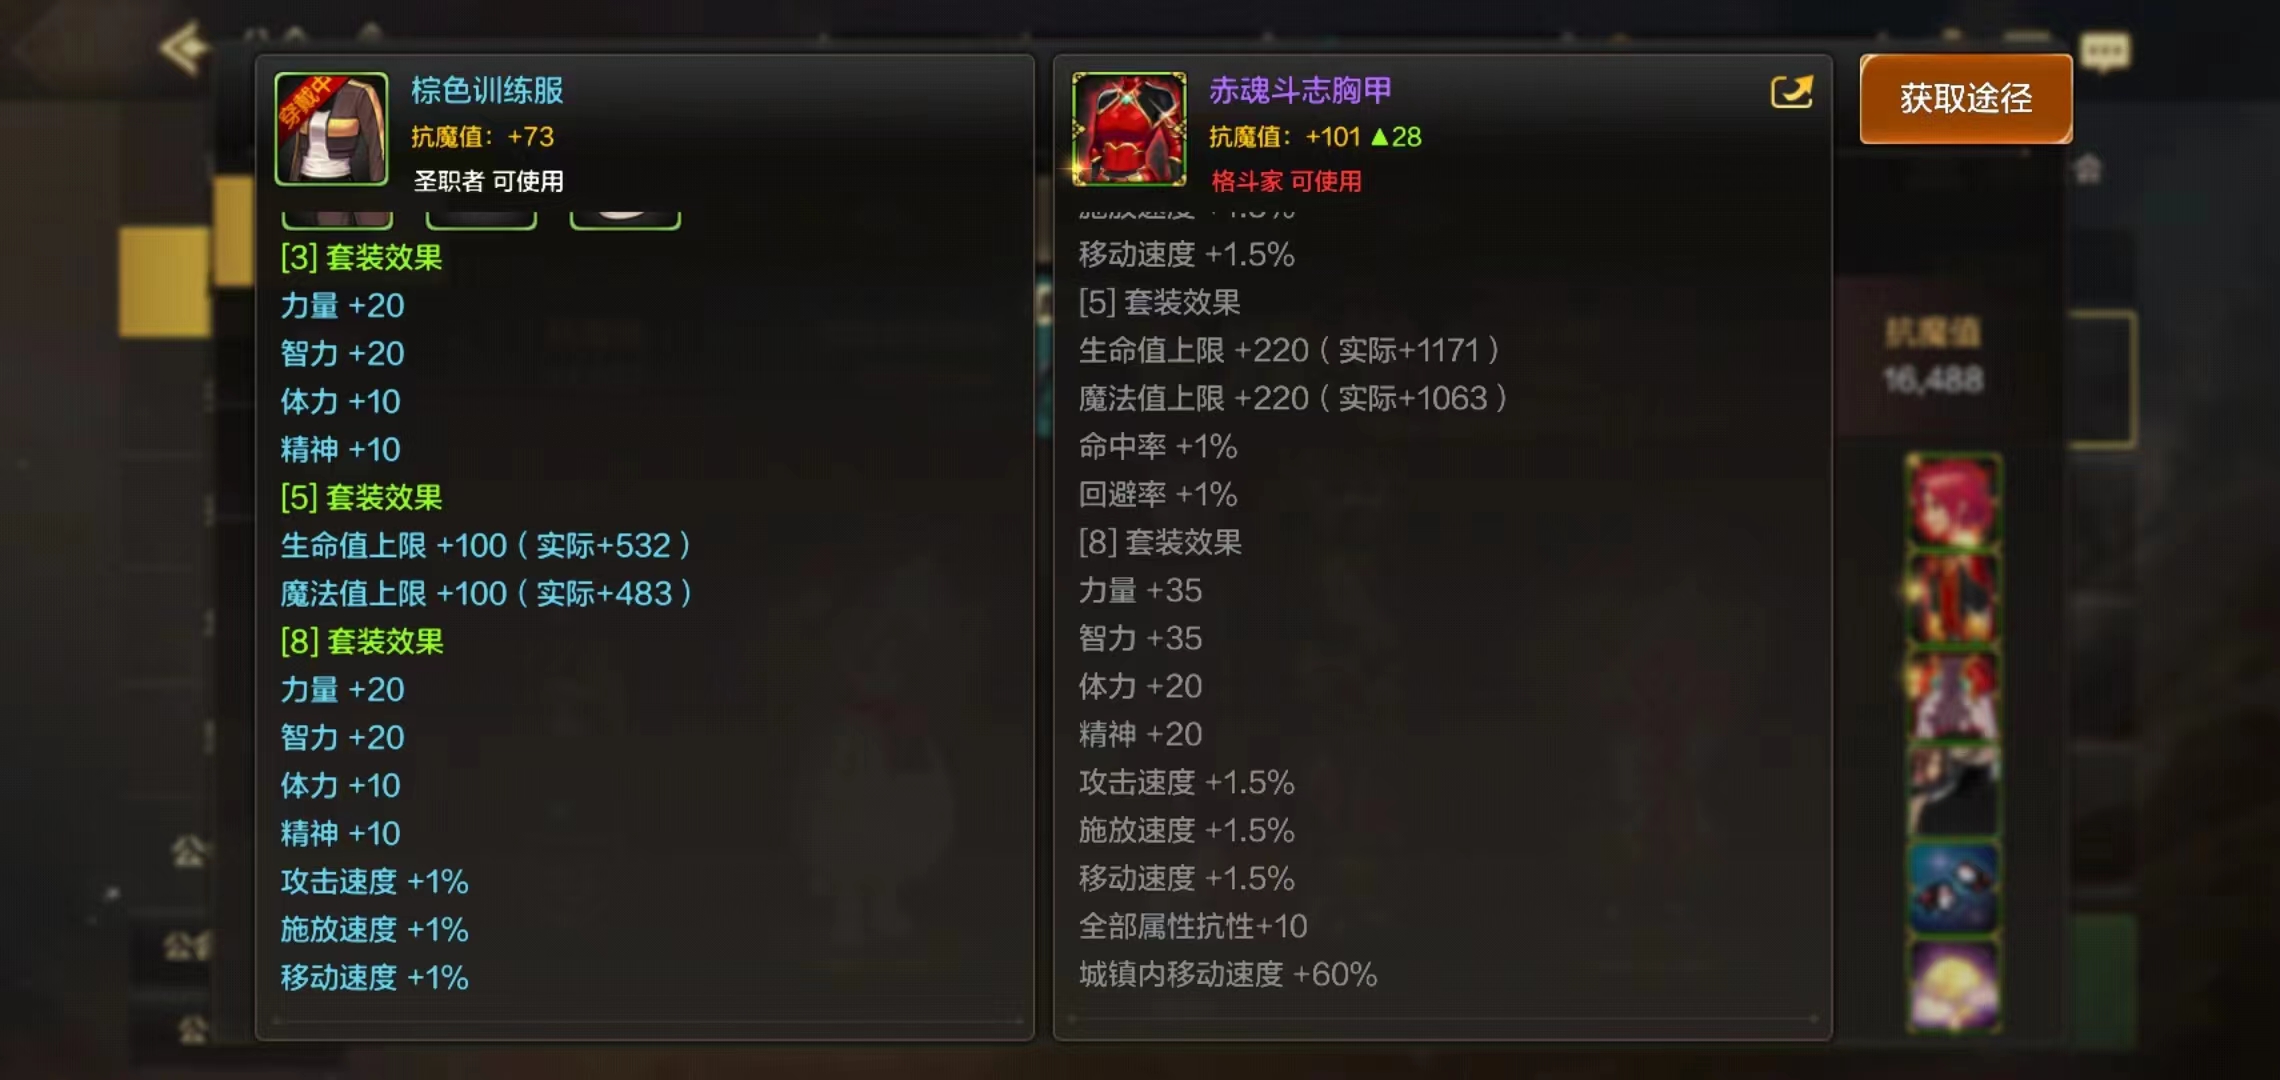 穿戴中
棕色训练服
抗魔值：+73
圣职者 可使用
[3] 套装效果
力量 +20
智力 +20
体力 +10
精神 +10
[5] 套装效果
生命值上限 +100（实际+532）
魔法值上限 +100（实际+483）
[8] 套装效果
力量 +20
智力 +20
体力 +10
精神 +10
攻击速度 +1%
施放速度 +1%
移动速度 +1%
赤魂斗志胸甲
抗魔值：+101 ▲28
格斗家 可使用
施放速度 +1.5%
移动速度 +1.5%
[5] 套装效果
生命值上限 +220（实际+1171）
魔法值上限 +220（实际+1063）
命中率 +1%
回避率 +1%
[8] 套装效果
力量 +35
智力 +35
体力 +20
精神 +20
攻击速度 +1.5%
施放速度 +1.5%
移动速度 +1.5%
全部属性抗性+10
城镇内移动速度 +60%
获取途径
抗魔值
16,488